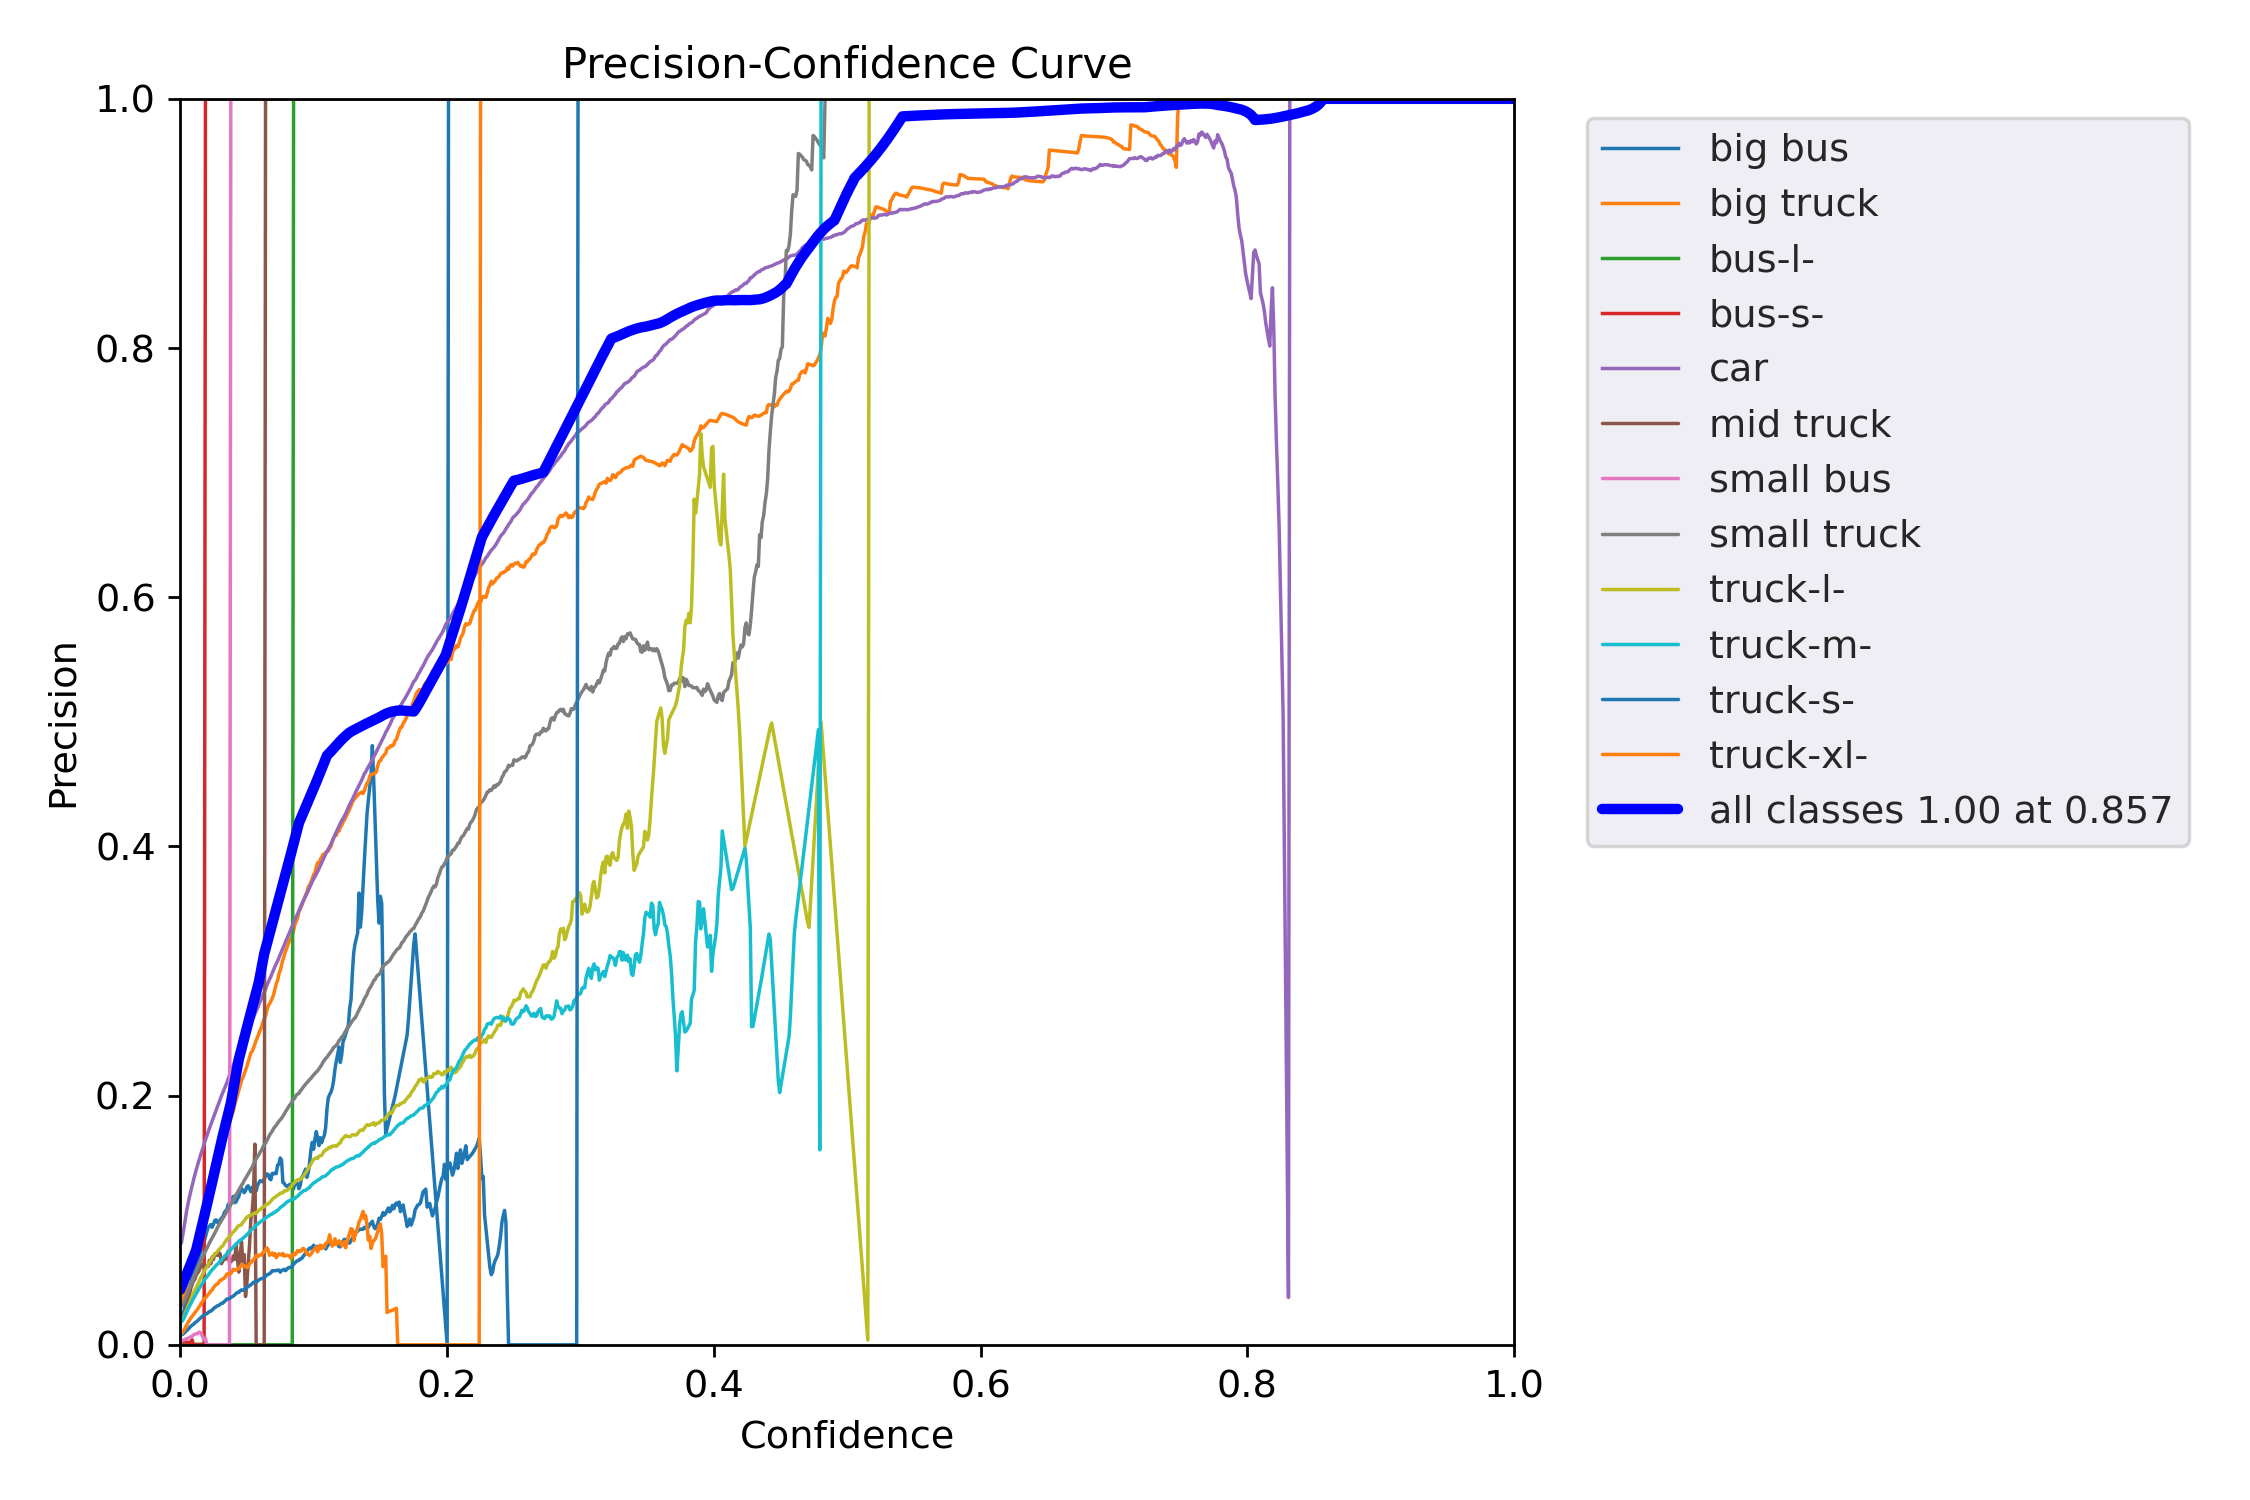 Precision-Confidence Curve
1.0
0.8
0.6
0.4
0.2
0.0
Precision
0.0 0.2 0.4 0.6 0.8 1.0
Confidence
big bus
big truck
bus-l-
bus-s-
car
mid truck
small bus
small truck
truck-l-
truck-m-
truck-s-
truck-xl-
all classes 1.00 at 0.857